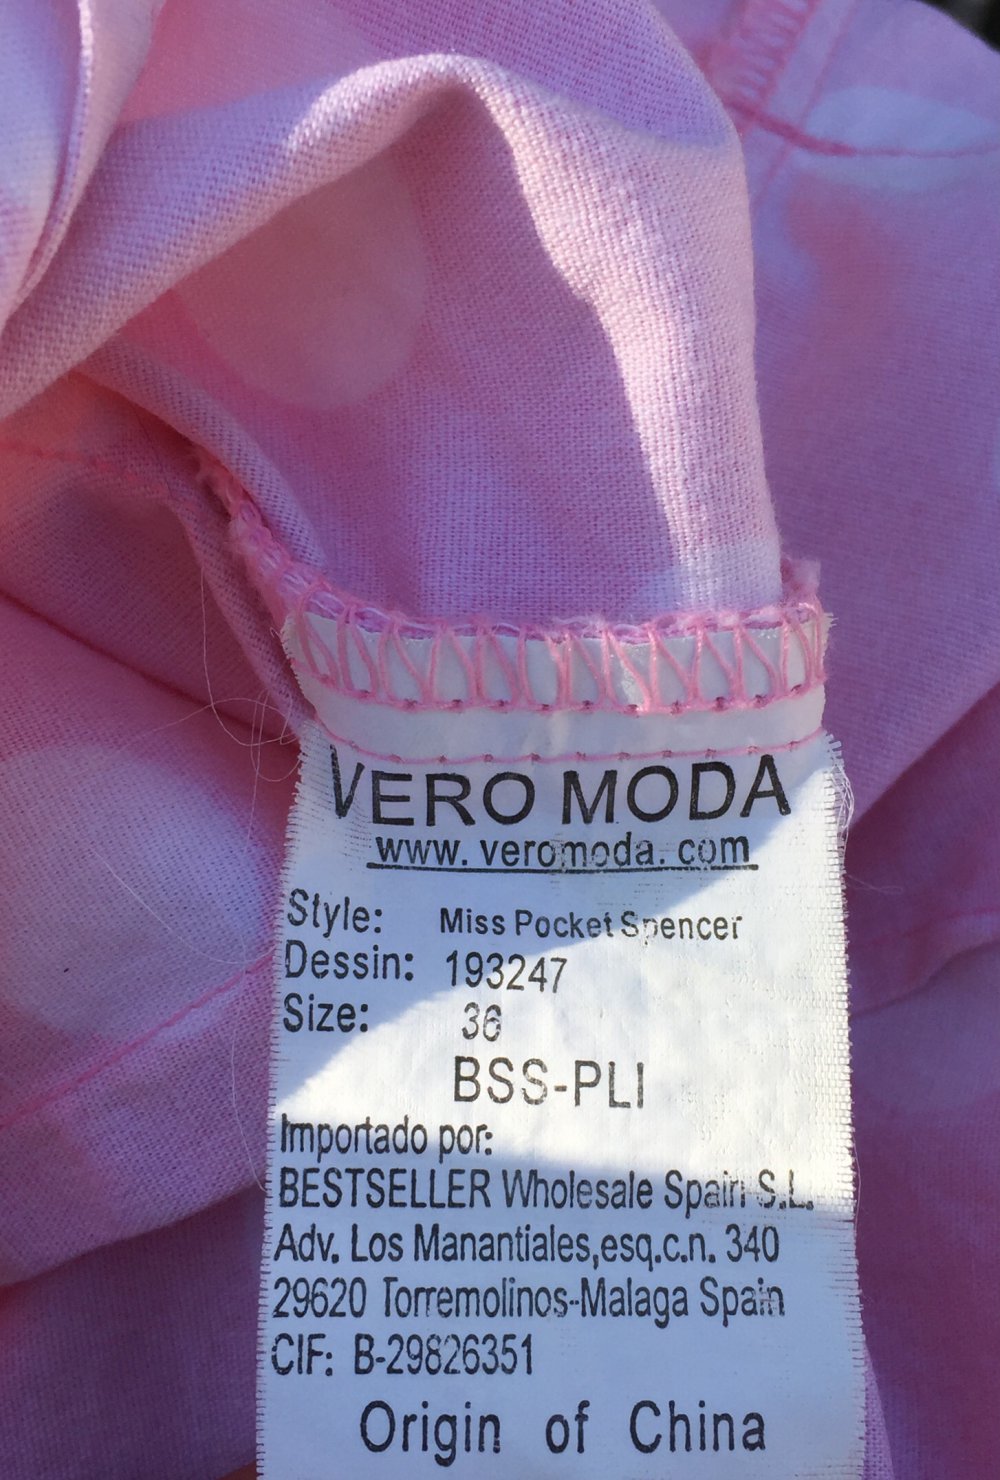 VERO MODA
www. veromoda. com
Style: Miss Pocket Spencer
Dessin: 193247
Size: 36
BSS-PLI
Importado por:
BESTSELLER Wholesale Spain S.L.
Adv. Los Manantiales,esq.c.n. 340
29620 Torremolinos-Malaga Spain
CIF: B-29826351
Origin of China